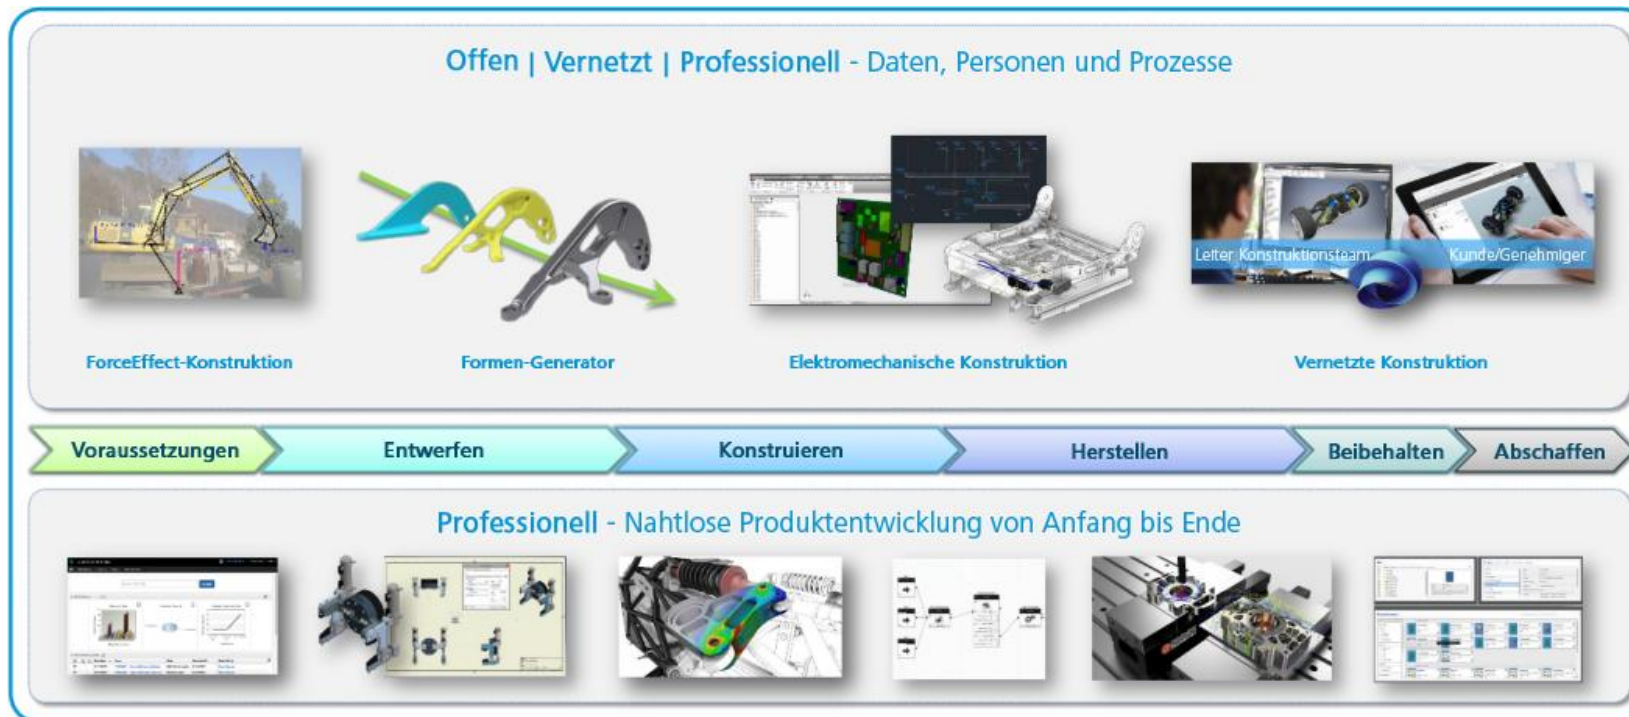 Offen | Vernetzt | Professionell - Daten, Personen und Prozesse
Leiter Konstruktionsteam
Kunde/Genehmiger
ForceEffect-Konstruktion
Formen-Generator
Elektromechanische Konstruktion
Vernetzte Konstruktion
Voraussetzungen
Entwerfen
Konstruieren
Herstellen
Beibehalten
Abschaffen
Professionell - Nahtlose Produktentwicklung von Anfang bis Ende